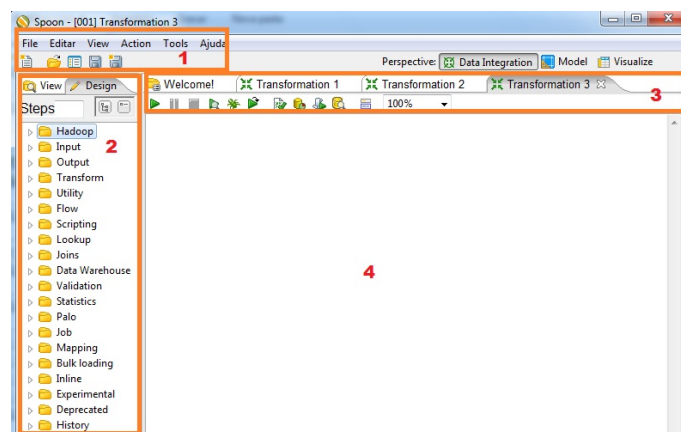 Spoon - [001] Transformation 3
File Editar View Action Tools Ajuda
1
Perspective: Data Integration Model Visualize
View Design
Welcome! Transformation 1 Transformation 2 Transformation 3
3
Steps
100%
Hadoop
Input
2
Output
Transform
Utility
Flow
Scripting
Lookup
Joins
Data Warehouse
4
Validation
Statistics
Palo
Job
Mapping
Bulk loading
Inline
Experimental
Deprecated
History